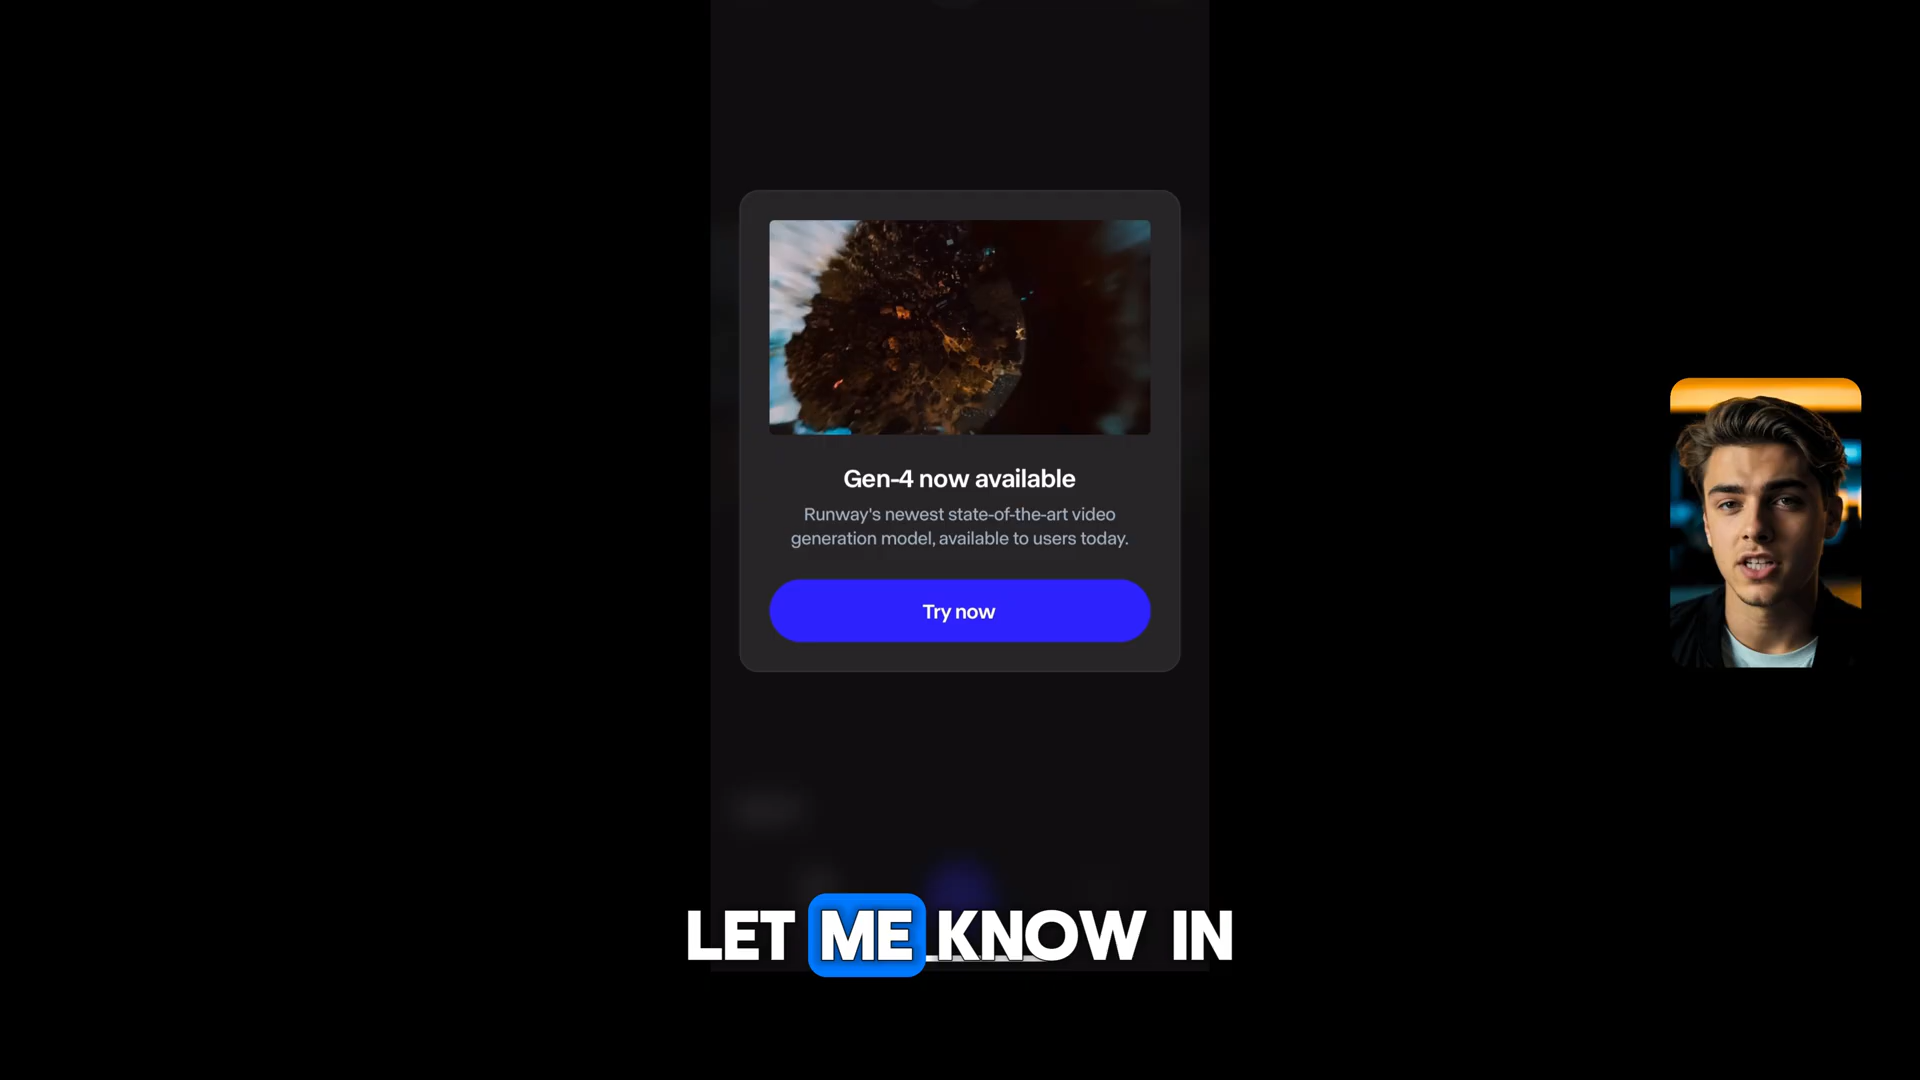 Gen-4 now available
Runway's newest state-of-the-art video
generation model, available to users today.
Try now
LET ME KNOW IN